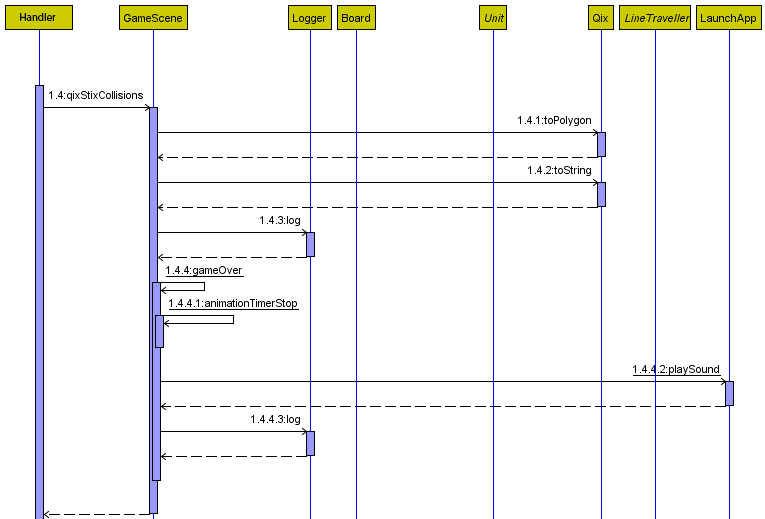 Handler
GameScene
Logger
Board
Unit
Qix
LineTraveller
LaunchApp
1.4:qixStixCollisions
1.4.1:toPolygon
1.4.2:toString
1.4.3:log
1.4.4:gameOver
1.4.4.1:animationTimerStop
1.4.4.2:playSound
1.4.4.3:log